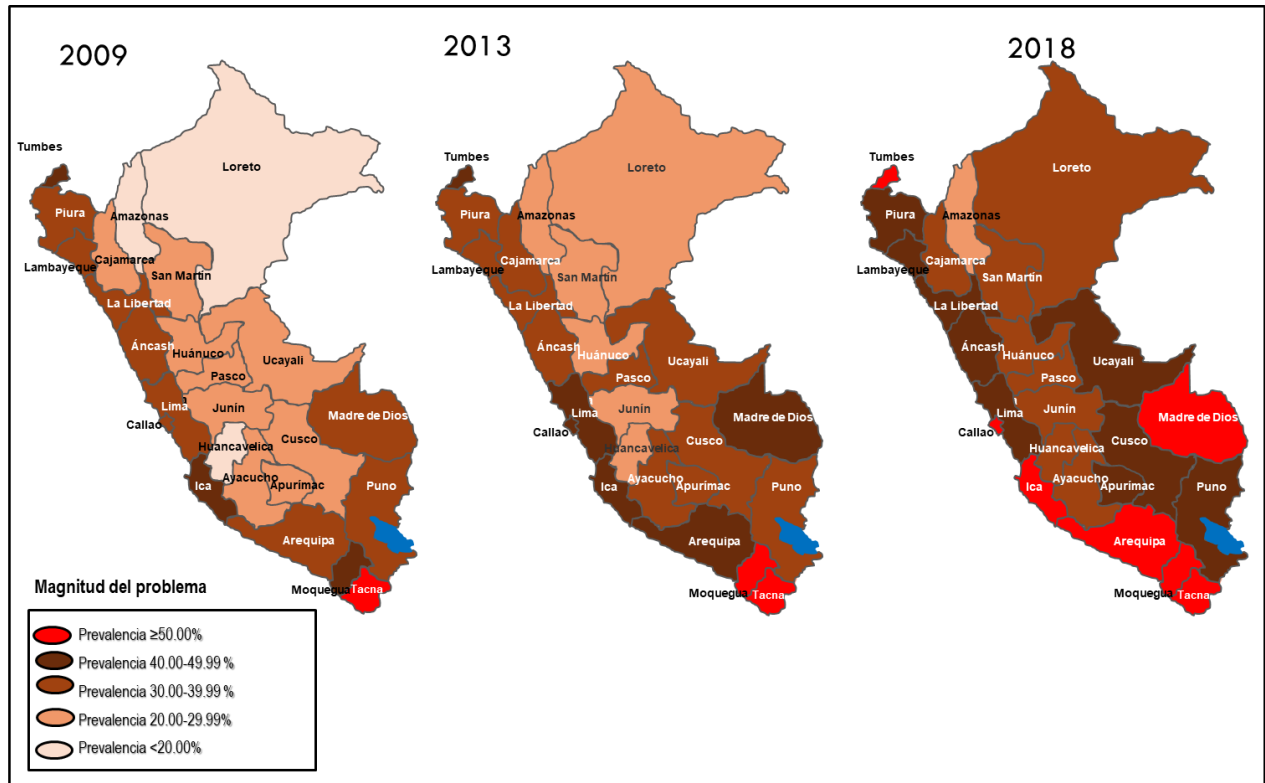 2009
Tumbes
Loreto
Piura
Amazonas
Lambayeque
Cajamarca
San Martín
La Libertad
Áncash
Huánuco
Ucayali
Pasco
Lima
Junín
Madre de Dios
Callao
Huancavelica
Cusco
Ica
Ayacucho
Apurímac
Puno
Arequipa
Moquegua
Tacna
2013
Tumbes
Loreto
Piura
Amazonas
Lambayeque
Cajamarca
San Martín
La Libertad
Áncash
Huánuco
Ucayali
Pasco
Lima
Junín
Madre de Dios
Callao
Huancavelica
Cusco
Ica
Ayacucho
Apurímac
Puno
Arequipa
Moquegua
Tacna
2018
Tumbes
Loreto
Piura
Amazonas
Lambayeque
Cajamarca
San Martín
La Libertad
Áncash
Huánuco
Ucayali
Pasco
Lima
Junín
Madre de Dios
Callao
Huancavelica
Cusco
Ica
Ayacucho
Apurímac
Puno
Arequipa
Moquegua
Tacna
Magnitud del problema
Prevalencia ≥50.00%
Prevalencia 40.00-49.99 %
Prevalencia 30.00-39.99 %
Prevalencia 20.00-29.99%
Prevalencia <20.00%